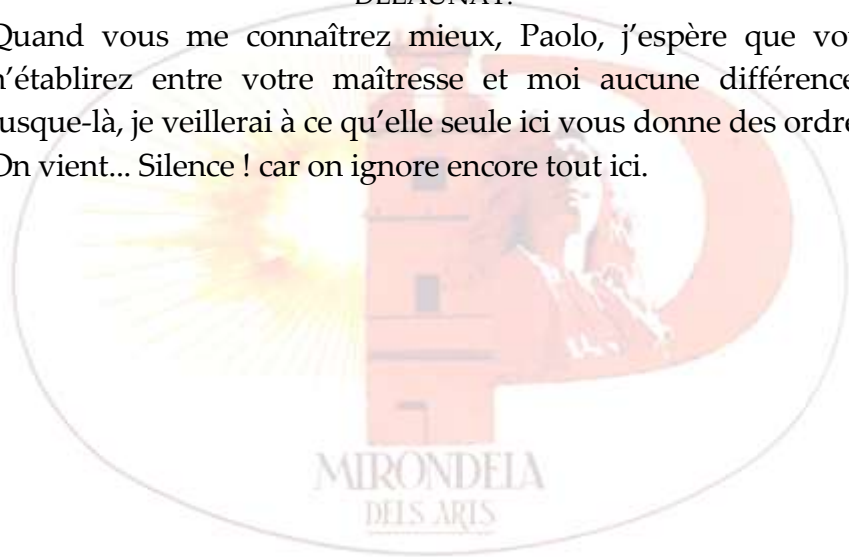 DELAUNAY.
Quand vous me connaîtrez mieux, Paolo, j’espère que vou
n’établirez entre votre maîtresse et moi aucune différence
jusque-là, je veillerai à ce qu’elle seule ici vous donne des ordre
On vient... Silence ! car on ignore encore tout ici.
MIRONDELA
DELS ARTS